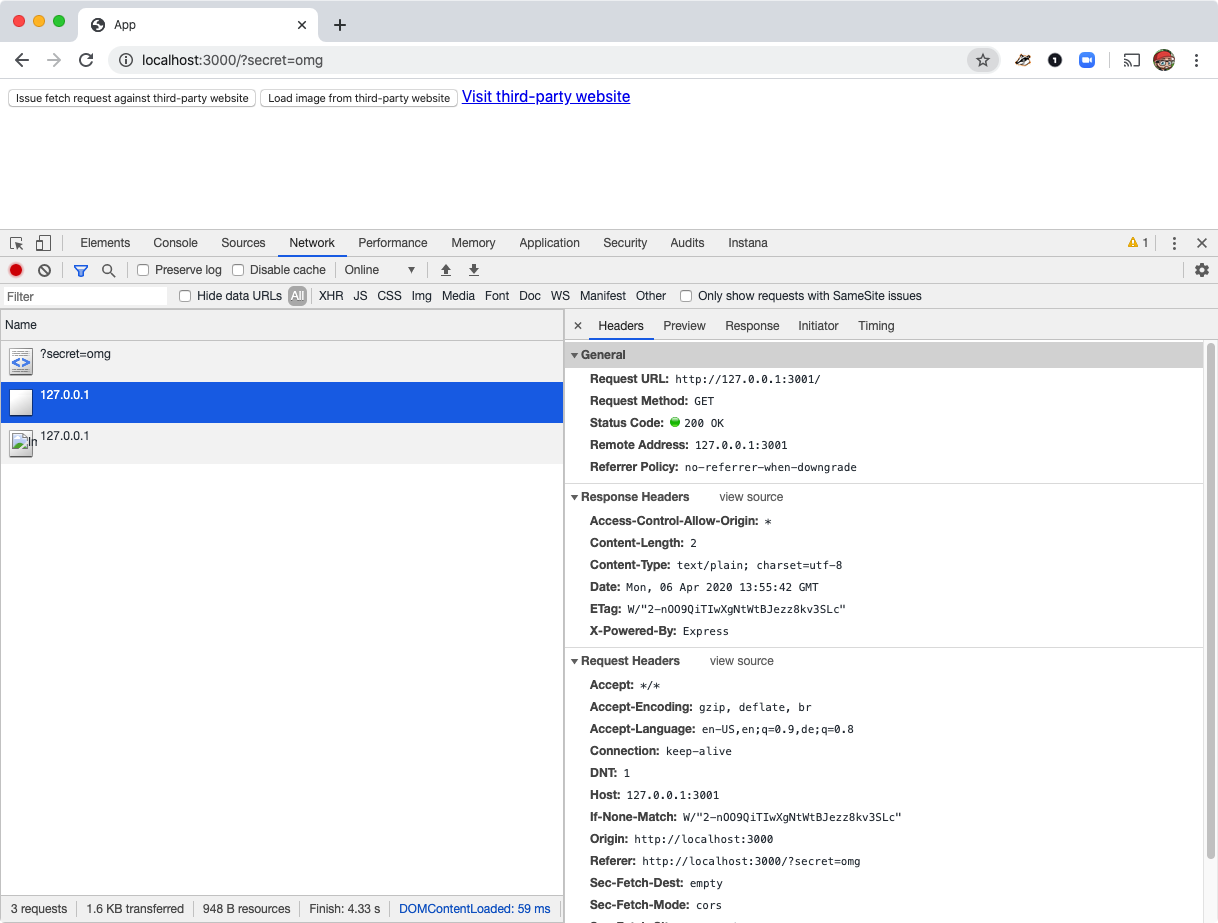 App
localhost:3000/?secret=omg
1
Issue fetch request against third-party website Load image from third-party website Visit third-party website
Elements Console Sources Network Performance Memory Application Security Audits Instana 1
Preserve log Disable cache Online
Filter Hide data URLs All XHR JS CSS Img Media Font Doc WS Manifest Other Only show requests with SameSite issues
Name
?secret=omg
127.0.0.1
127.0.0.1
Headers Preview Response Initiator Timing
General
Request URL: http://127.0.0.1:3001/
Request Method: GET
Status Code: 200 OK
Remote Address: 127.0.0.1:3001
Referrer Policy: no-referrer-when-downgrade
Response Headers view source
Access-Control-Allow-Origin: *
Content-Length: 2
Content-Type: text/plain; charset=utf-8
Date: Mon, 06 Apr 2020 13:55:42 GMT
ETag: W/"2-nOO9QiTIwXgNtWtBJezz8kv3SLc"
X-Powered-By: Express
Request Headers view source
Accept: */*
Accept-Encoding: gzip, deflate, br
Accept-Language: en-US,en;q=0.9,de;q=0.8
Connection: keep-alive
DNT: 1
Host: 127.0.0.1:3001
If-None-Match: W/"2-nOO9QiTIwXgNtWtBJezz8kv3SLc"
Origin: http://localhost:3000
Referer: http://localhost:3000/?secret=omg
Sec-Fetch-Dest: empty
Sec-Fetch-Mode: cors
3 requests 1.6 KB transferred 948 B resources Finish: 4.33 s DOMContentLoaded: 59 ms